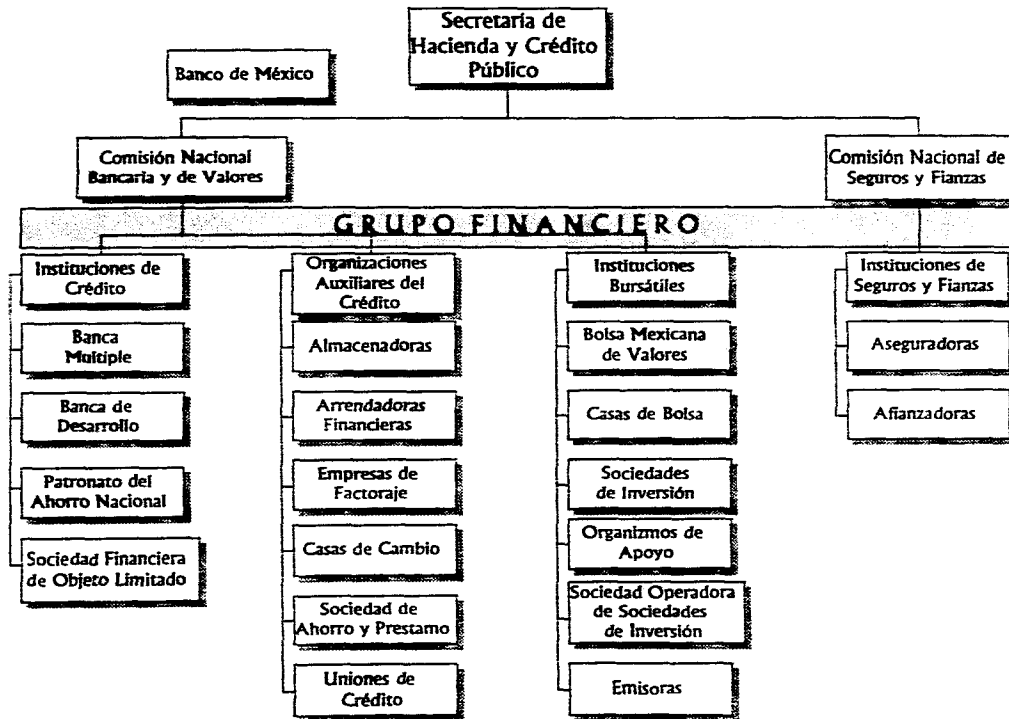 Secretaría de
Hacienda y Crédito
Público
Banco de México
Comisión Nacional
Bancaria y de Valores
Comisión Nacional de
Seguros y Fianzas
GRUPO FINANCIERO
Instituciones de
Crédito
Banca
Multiple
Banca de
Desarrollo
Patronato del
Ahorro Nacional
Sociedad Financiera
de Objeto Limitado
Organizaciones
Auxiliares del
Crédito
Almacenadoras
Arrendadoras
Financieras
Empresas de
Factoraje
Casas de Cambio
Sociedad de
Ahorro y Prestamo
Uniones de
Crédito
Instituciones
Bursátiles
Bolsa Mexicana
de Valores
Casas de Bolsa
Sociedades
de Inversión
Organizmos de
Apoyo
Sociedad Operadora
de Sociedades
de Inversión
Emisoras
Instituciones de
Seguros y Fianzas
Aseguradoras
Afianzadoras